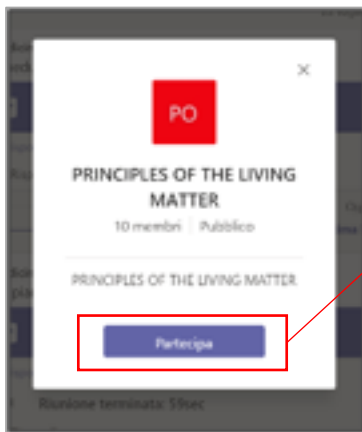 PO
PRINCIPLES OF THE LIVING
MATTER
10 membri Pubblico
PRINCIPLES OF THE LIVING MATTER
Partecipa
Riunione terminata: 59sec